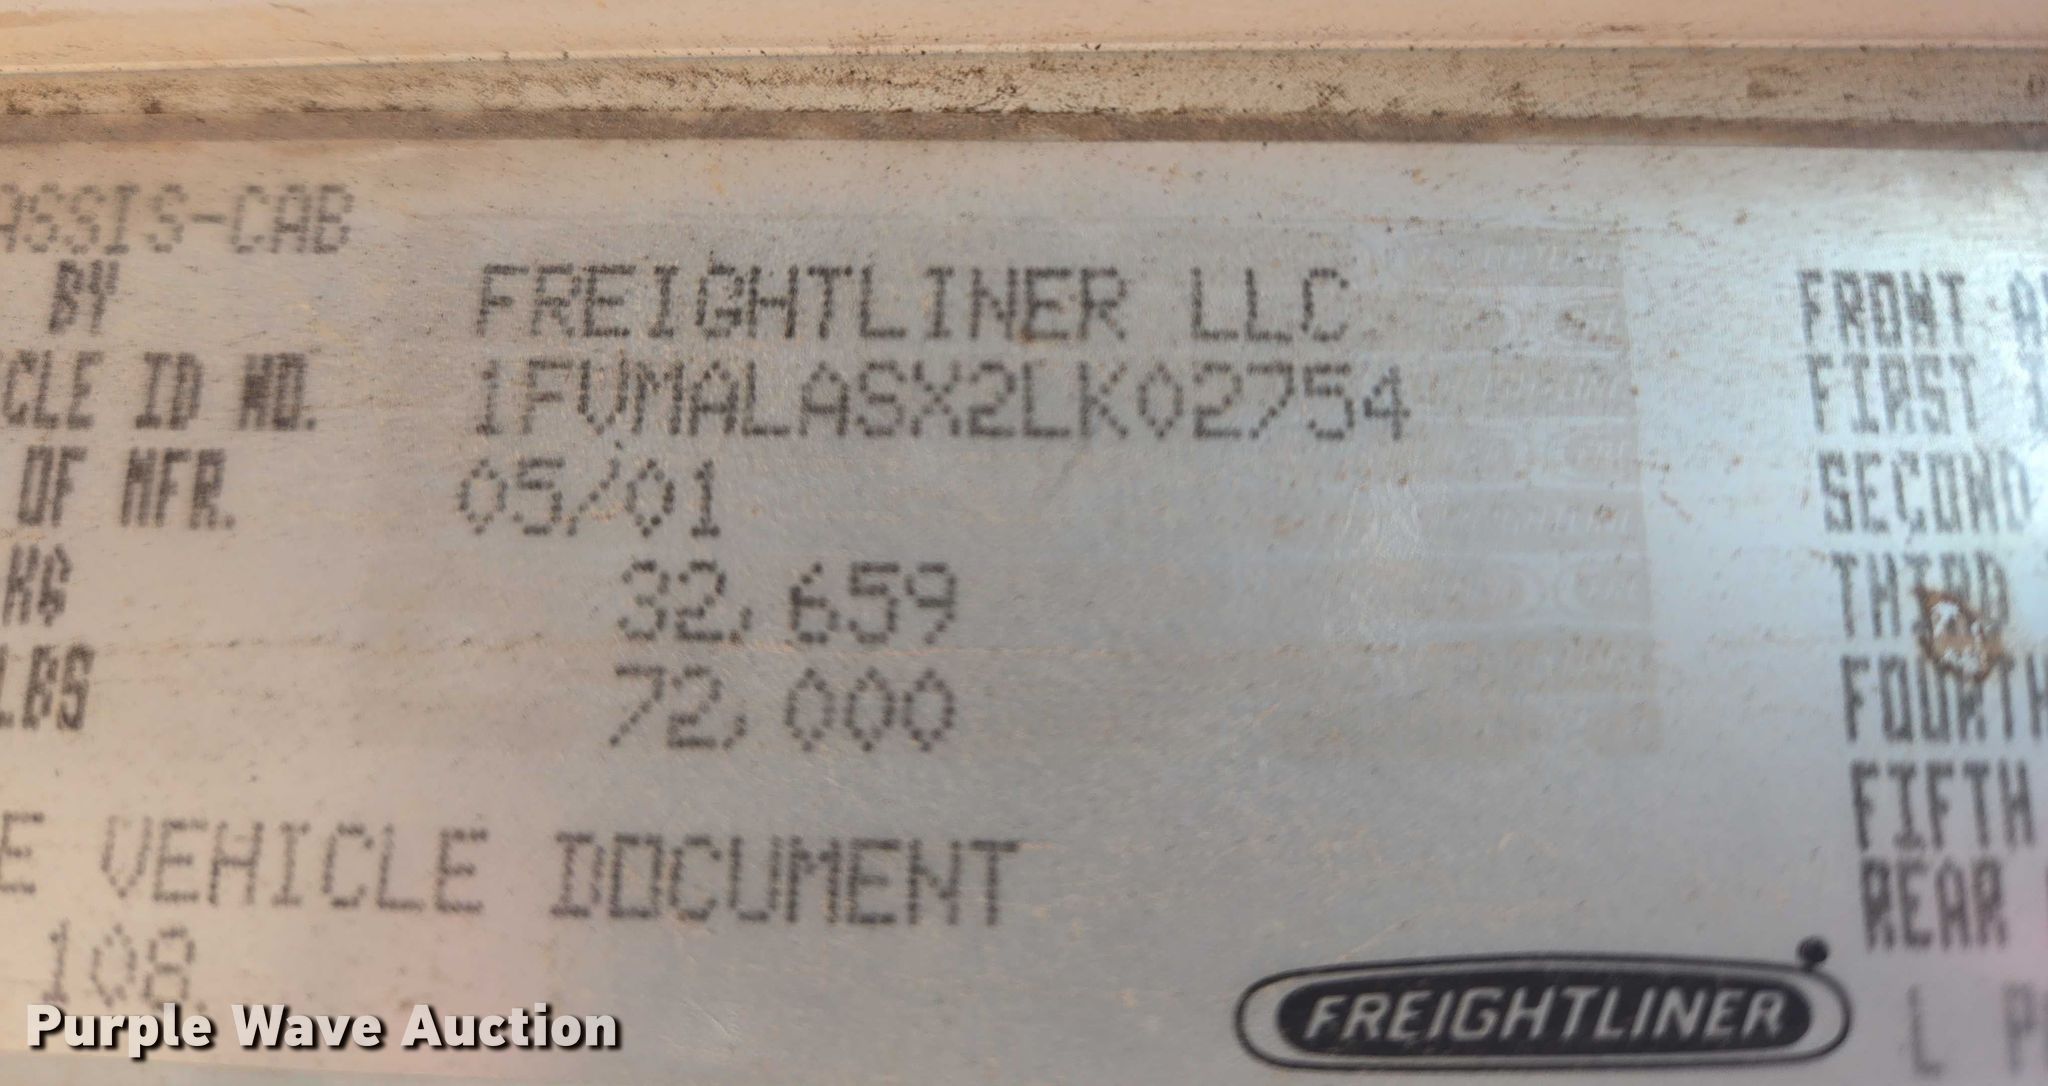 ASSIS-CAB
BY FREIGHTLINER LLC
CLE ID NO. 1FVMALASX2LK02754
OF MFR. 05/01
KG 32,659
LBS 72,000
E VEHICLE DOCUMENT
108
FRONT
FIRST
SECOND
THIRD
FOURTH
FIFTH
REAR
L
FREIGHTLINER
Purple Wave Auction